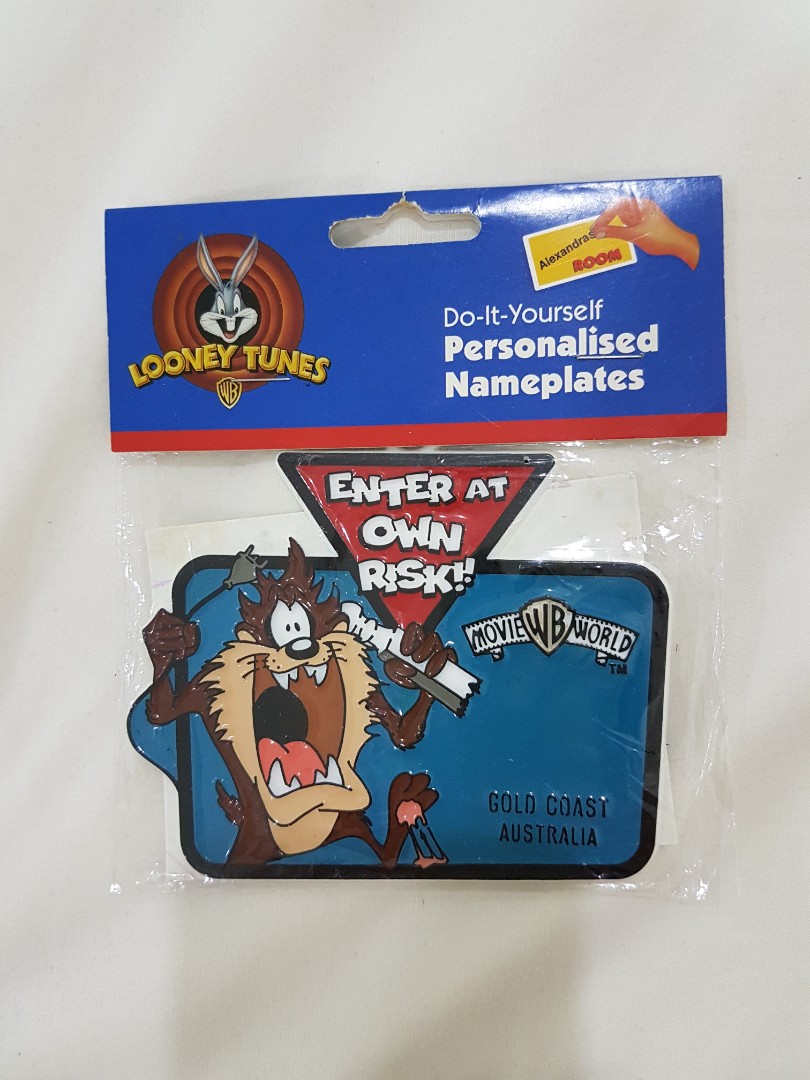 Alexandras
ROOM
LOONEY TUNES
WB
Do-It-Yourself
Personalised
Nameplates
ENTER AT
OWN
RISK!!
MOVIE WB WORLD
TM
GOLD COAST
AUSTRALIA